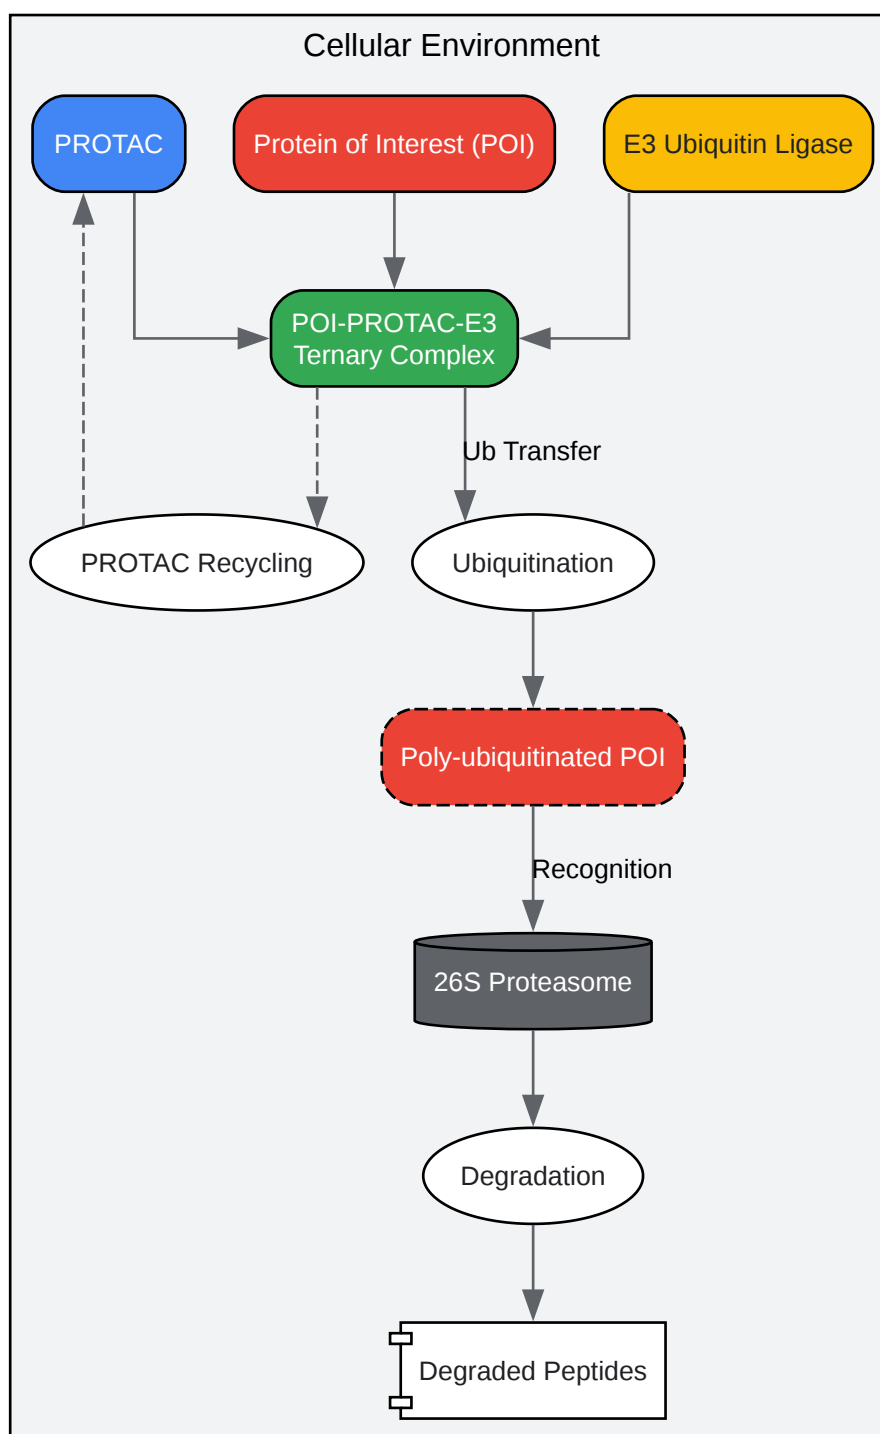 Cellular Environment
PROTAC
Protein of Interest (POI)
E3 Ubiquitin Ligase
POI-PROTAC-E3
Ternary Complex
Ub Transfer
PROTAC Recycling
Ubiquitination
Poly-ubiquitinated POI
Recognition
26S Proteasome
Degradation
Degraded Peptides